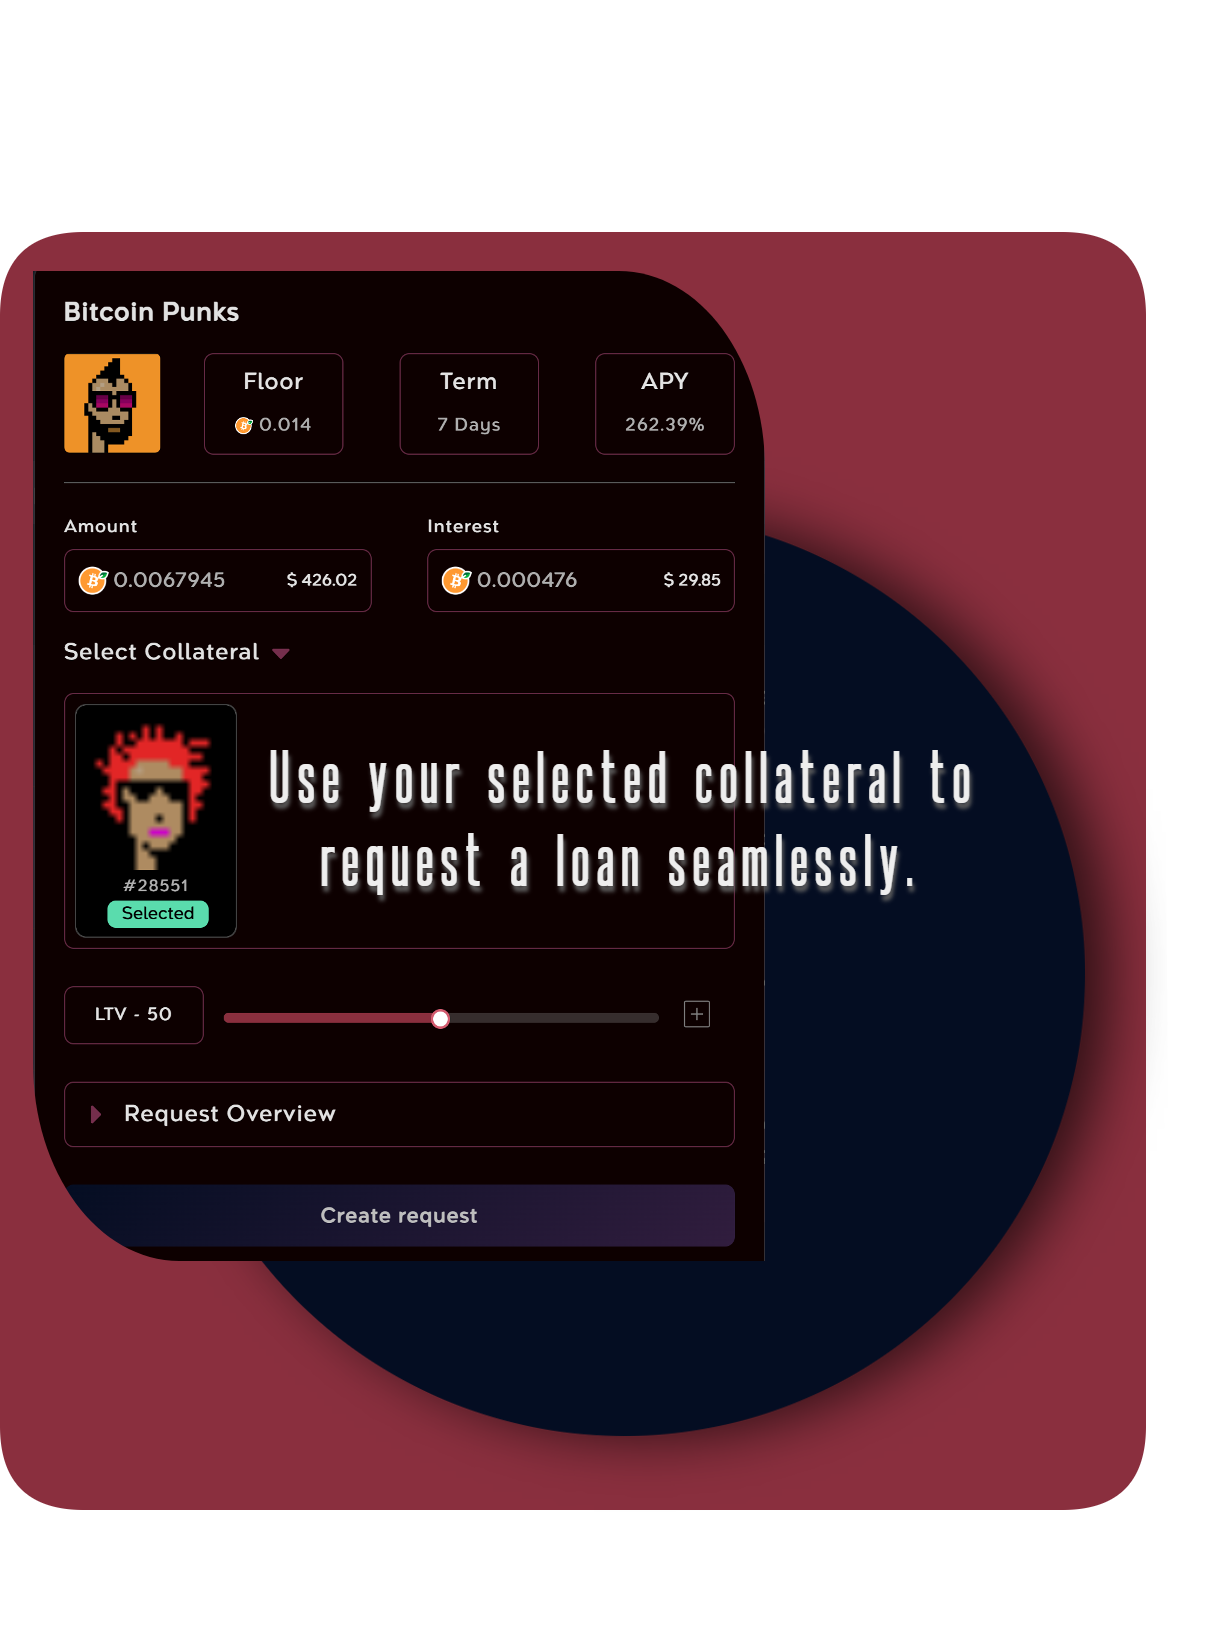 Bitcoin Punks
Floor
0.014
Term
7 Days
APY
262.39%
Amount
0.0067945 $ 426.02
Interest
0.000476 $ 29.85
Select Collateral
#28551
Selected
Use your selected collateral to
request a loan seamlessly.
LTV - 50
Request Overview
Create request